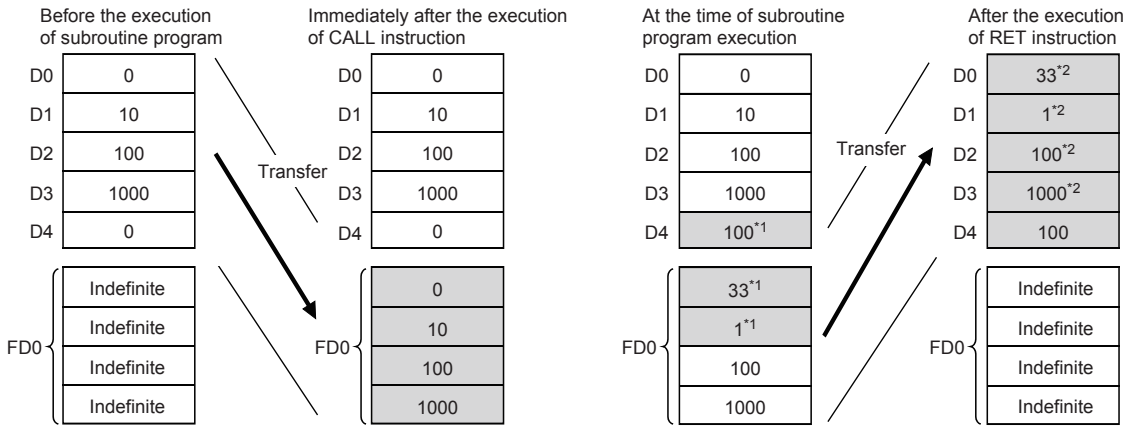 Before the execution
of subroutine program
D0 0
D1 10
D2 100
D3 1000
D4 0
FD0
Indefinite
Indefinite
Indefinite
Indefinite
Transfer
Immediately after the execution
of CALL instruction
D0 0
D1 10
D2 100
D3 1000
D4 0
FD0
0
10
100
1000
At the time of subroutine
program execution
D0 0
D1 10
D2 100
D3 1000
D4 100*1
FD0
33*1
1*1
100
1000
Transfer
After the execution
of RET instruction
D0 33*2
D1 1*2
D2 100*2
D3 1000*2
D4 100
FD0
Indefinite
Indefinite
Indefinite
Indefinite